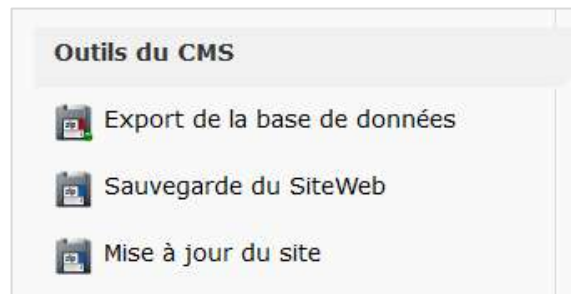 Outils du CMS
Export de la base de données
Sauvegarde du SiteWeb
Mise à jour du site